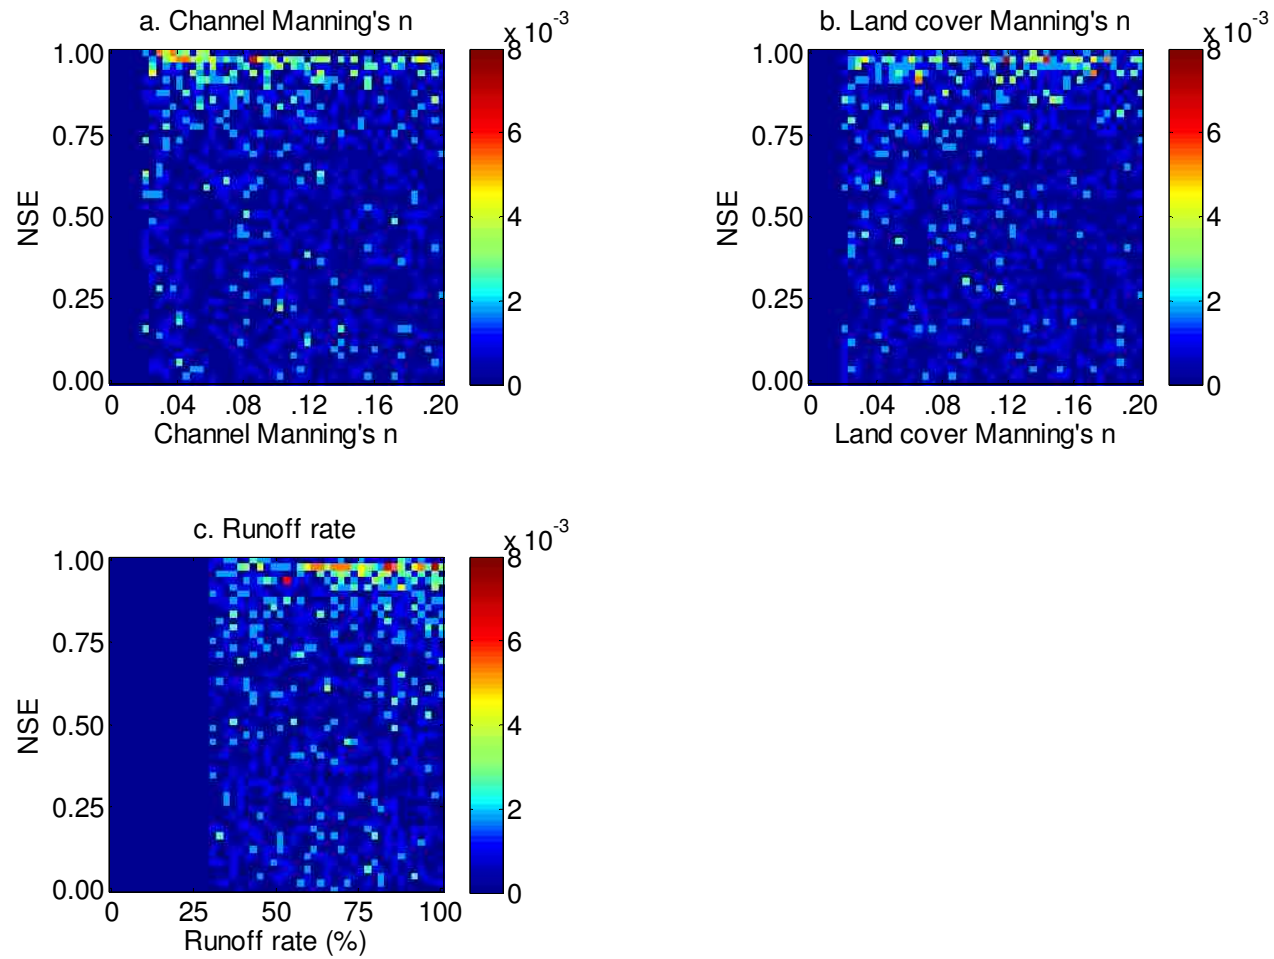 a. Channel Manning's n
x 10-3
1.00
0.75
0.50
0.25
0.00
NSE
0 .04 .08 .12 .16 .20
Channel Manning's n
8
6
4
2
0
b. Land cover Manning's n
x 10-3
1.00
0.75
0.50
0.25
0.00
NSE
0 .04 .08 .12 .16 .20
Land cover Manning's n
8
6
4
2
0
c. Runoff rate
x 10-3
1.00
0.75
0.50
0.25
0.00
NSE
0 25 50 75 100
Runoff rate (%)
8
6
4
2
0